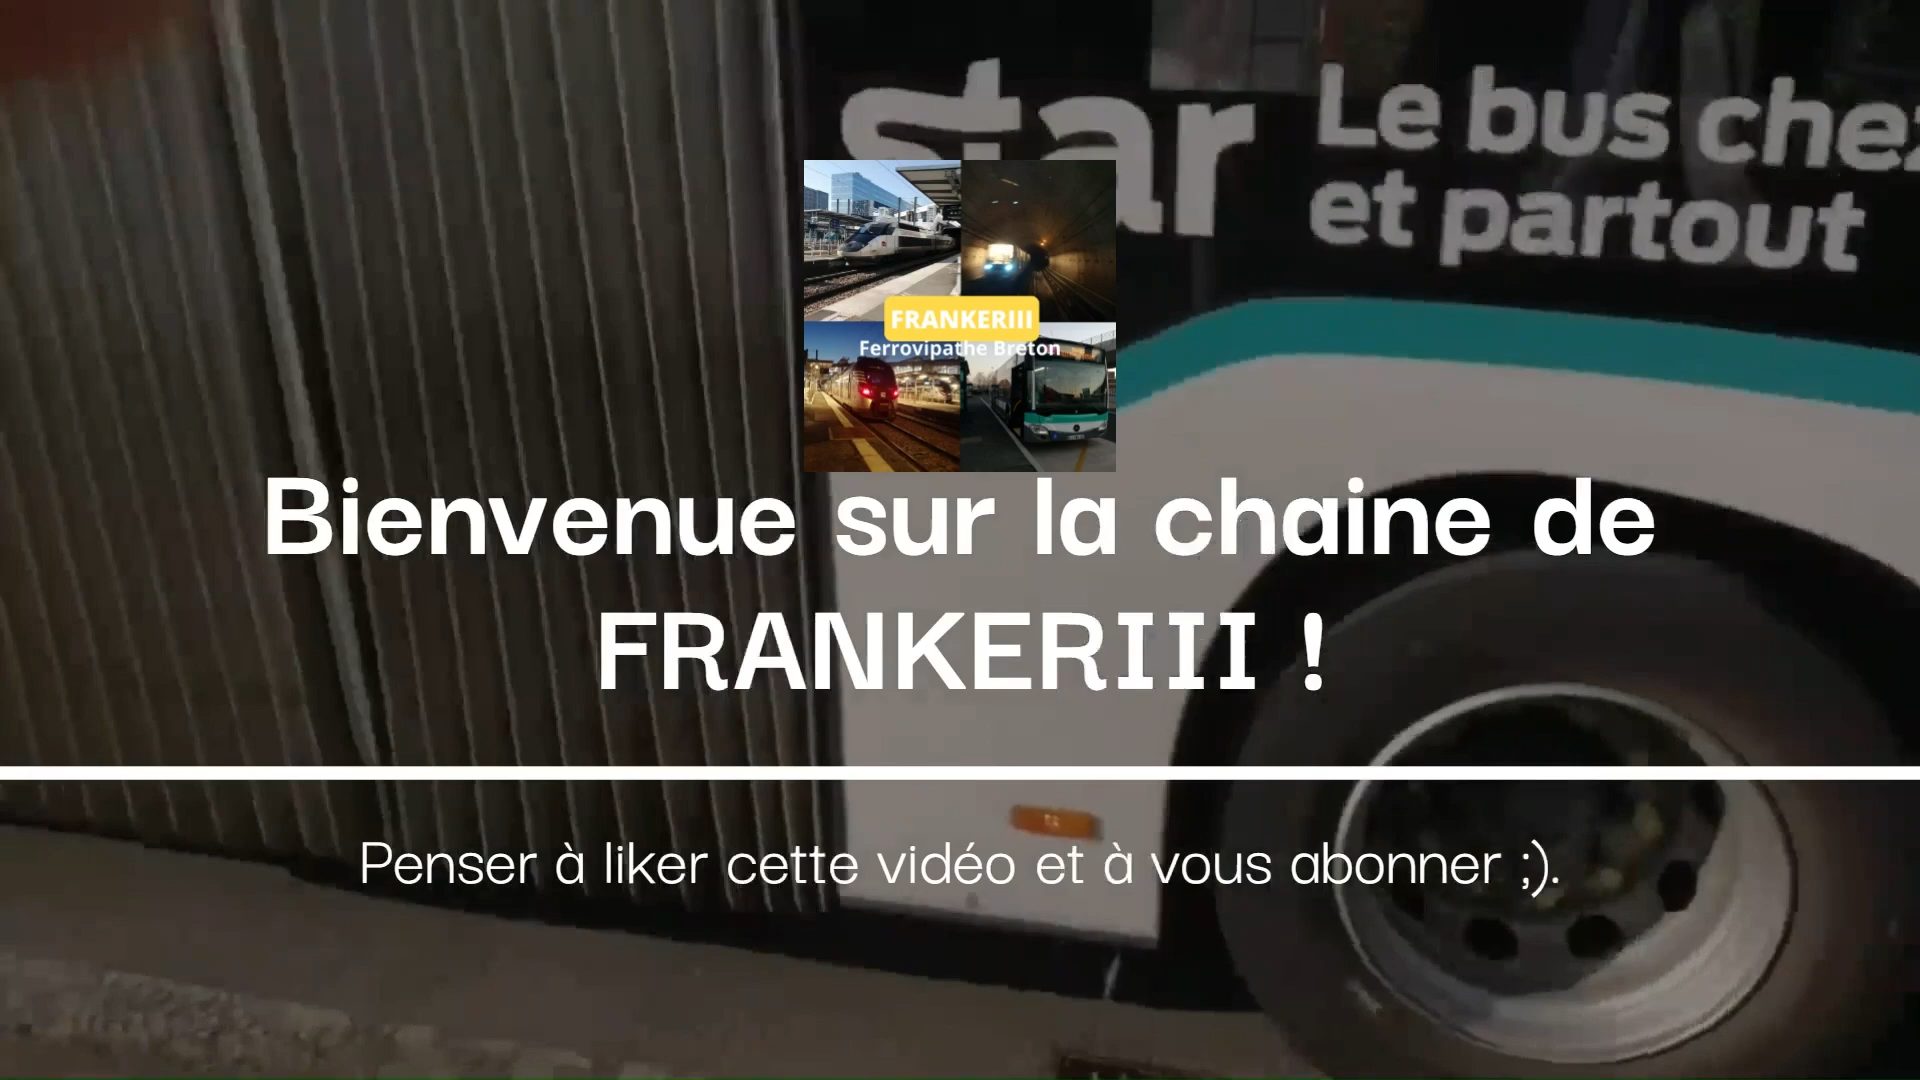 star
Le bus chez
et partout
FRANKERIII
Ferrovipathe Breton
Bienvenue sur la chaine de
FRANKERIII !
Penser à liker cette vidéo et à vous abonner ;).